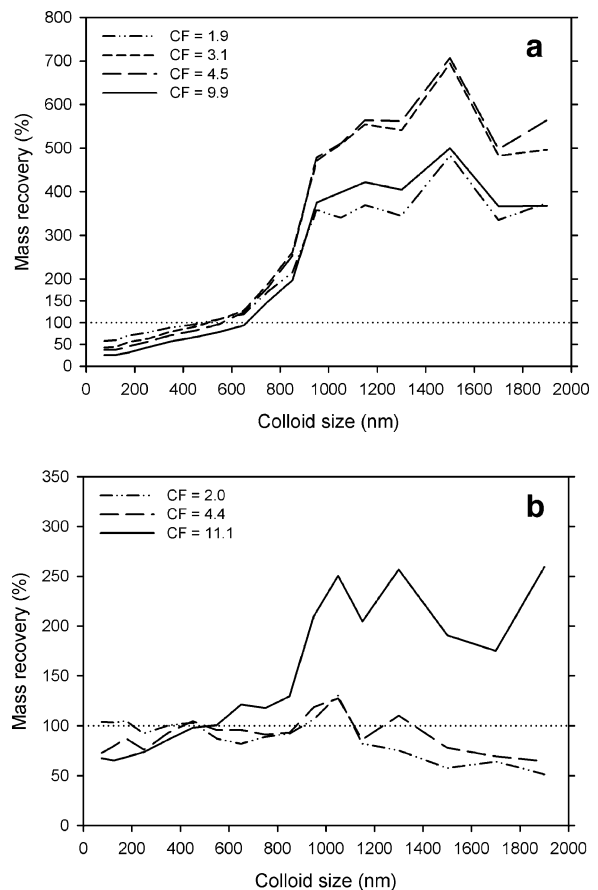 a
CF = 1.9
CF = 3.1
CF = 4.5
CF = 9.9
800
700
600
500
400
300
200
150
100
50
0
Mass recovery (%)
0 200 400 600 800 1000 1200 1400 1600 1800 2000
Colloid size (nm)
b
CF = 2.0
CF = 4.4
CF = 11.1
350
300
250
200
150
100
50
0
Mass recovery (%)
0 200 400 600 800 1000 1200 1400 1600 1800 2000
Colloid size (nm)